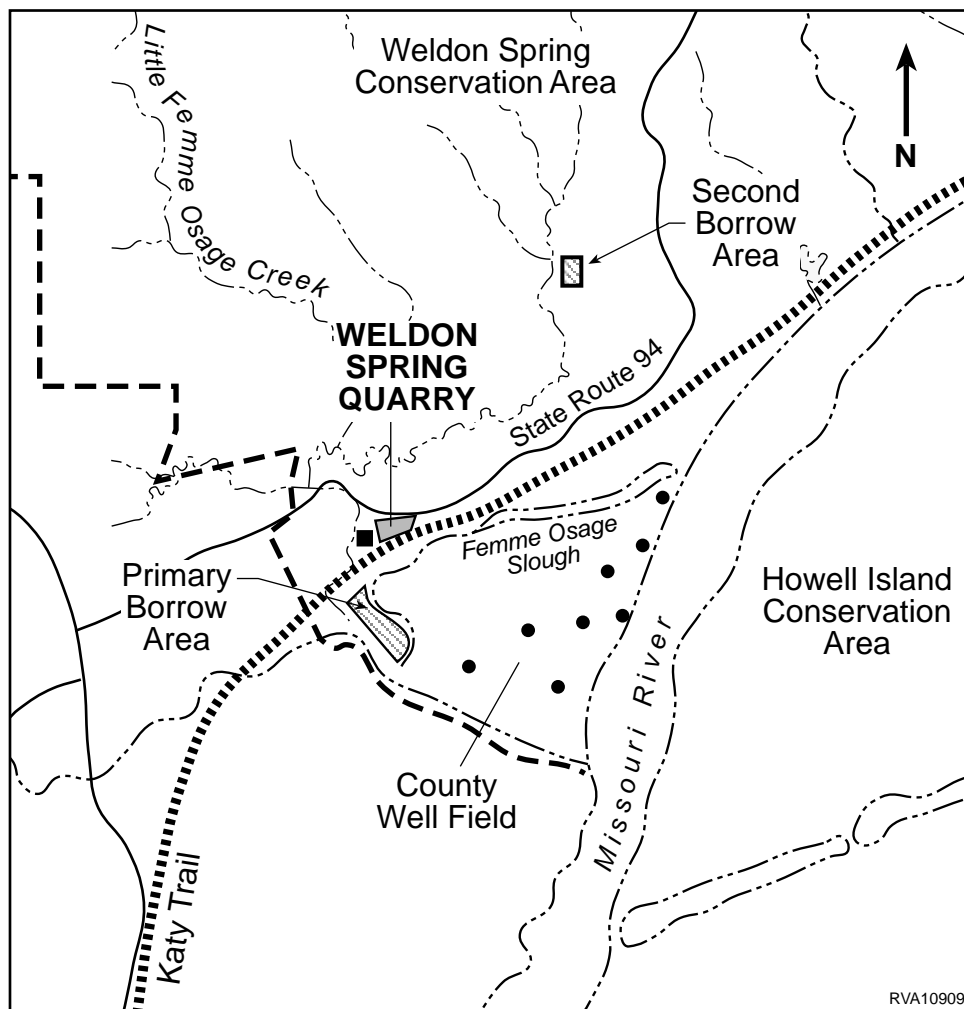 Weldon Spring
Conservation Area
N
Little Femme Osage Creek
Second
Borrow
Area
WELDON
SPRING
QUARRY
State Route 94
Femme Osage
Slough
Primary
Borrow
Area
Howell Island
Conservation
Area
County
Well Field
Missouri River
Katy Trail
RVA10909